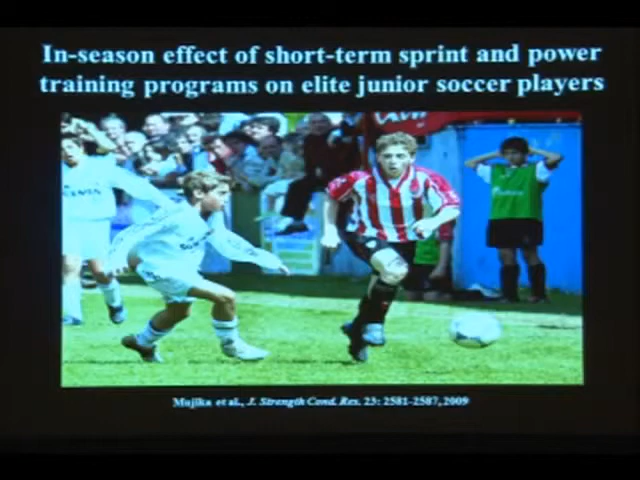 In-season effect of short-term sprint and power
training programs on elite junior soccer players
Mujika et al., J. Strength Cond. Res. 23: 2581-2587, 2009